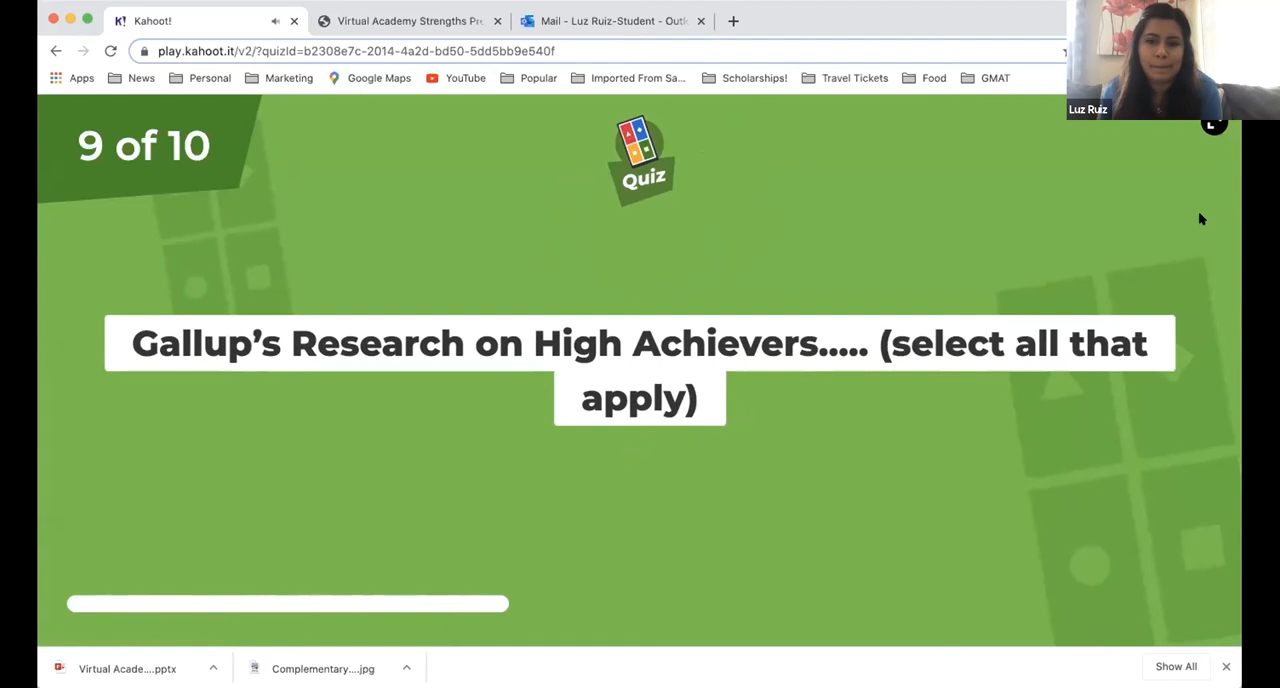 Kahoot!
Virtual Academy Strengths Pr
Mail - Luz Ruiz-Student - Outl
play.kahoot.it/v2/?quizId=b2308e7c-2014-4a2d-bd50-5dd5bb9e540f
Apps News Personal Marketing Google Maps YouTube Popular Imported From Sa... Scholarships! Travel Tickets Food GMAT
Luz Ruiz
9 of 10
Quiz
Gallup’s Research on High Achievers..... (select all that
apply)
Virtual Acade....pptx
Complementary....jpg
Show All